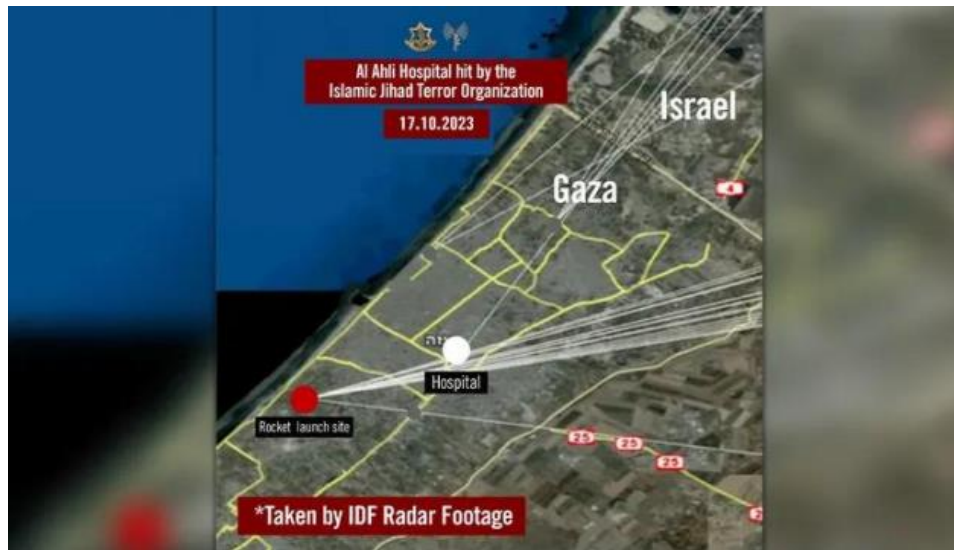 Al Ahli Hospital hit by the
Islamic Jihad Terror Organization
17.10.2023
Israel
4
Gaza
Hospital
Rocket launch site
25
25
25
*Taken by IDF Radar Footage